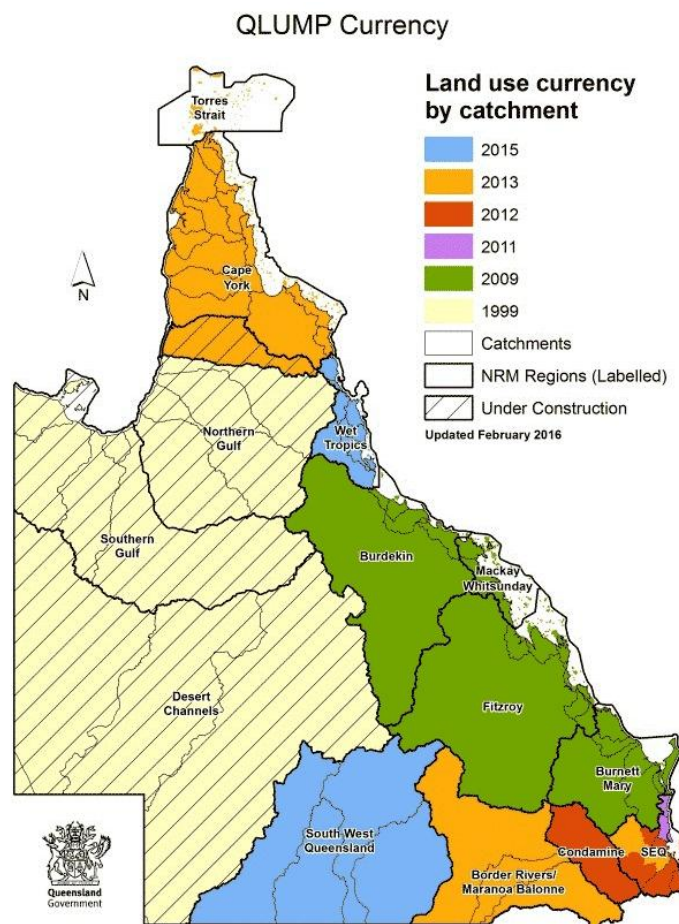 QLUMP Currency
Land use currency
by catchment
2015
2013
2012
2011
2009
1999
Catchments
NRM Regions (Labelled)
Under Construction
Updated February 2016
Torres
Strait
Cape
York
N
Northern
Gulf
Wet
Tropics
Southern
Gulf
Burdekin
Mackay
Whitsunday
Desert
Channels
Fitzroy
Burnett
Mary
South West
Queensland
Condamine
SEQ
Border Rivers/
Maranoa Balonne
Queensland
Government